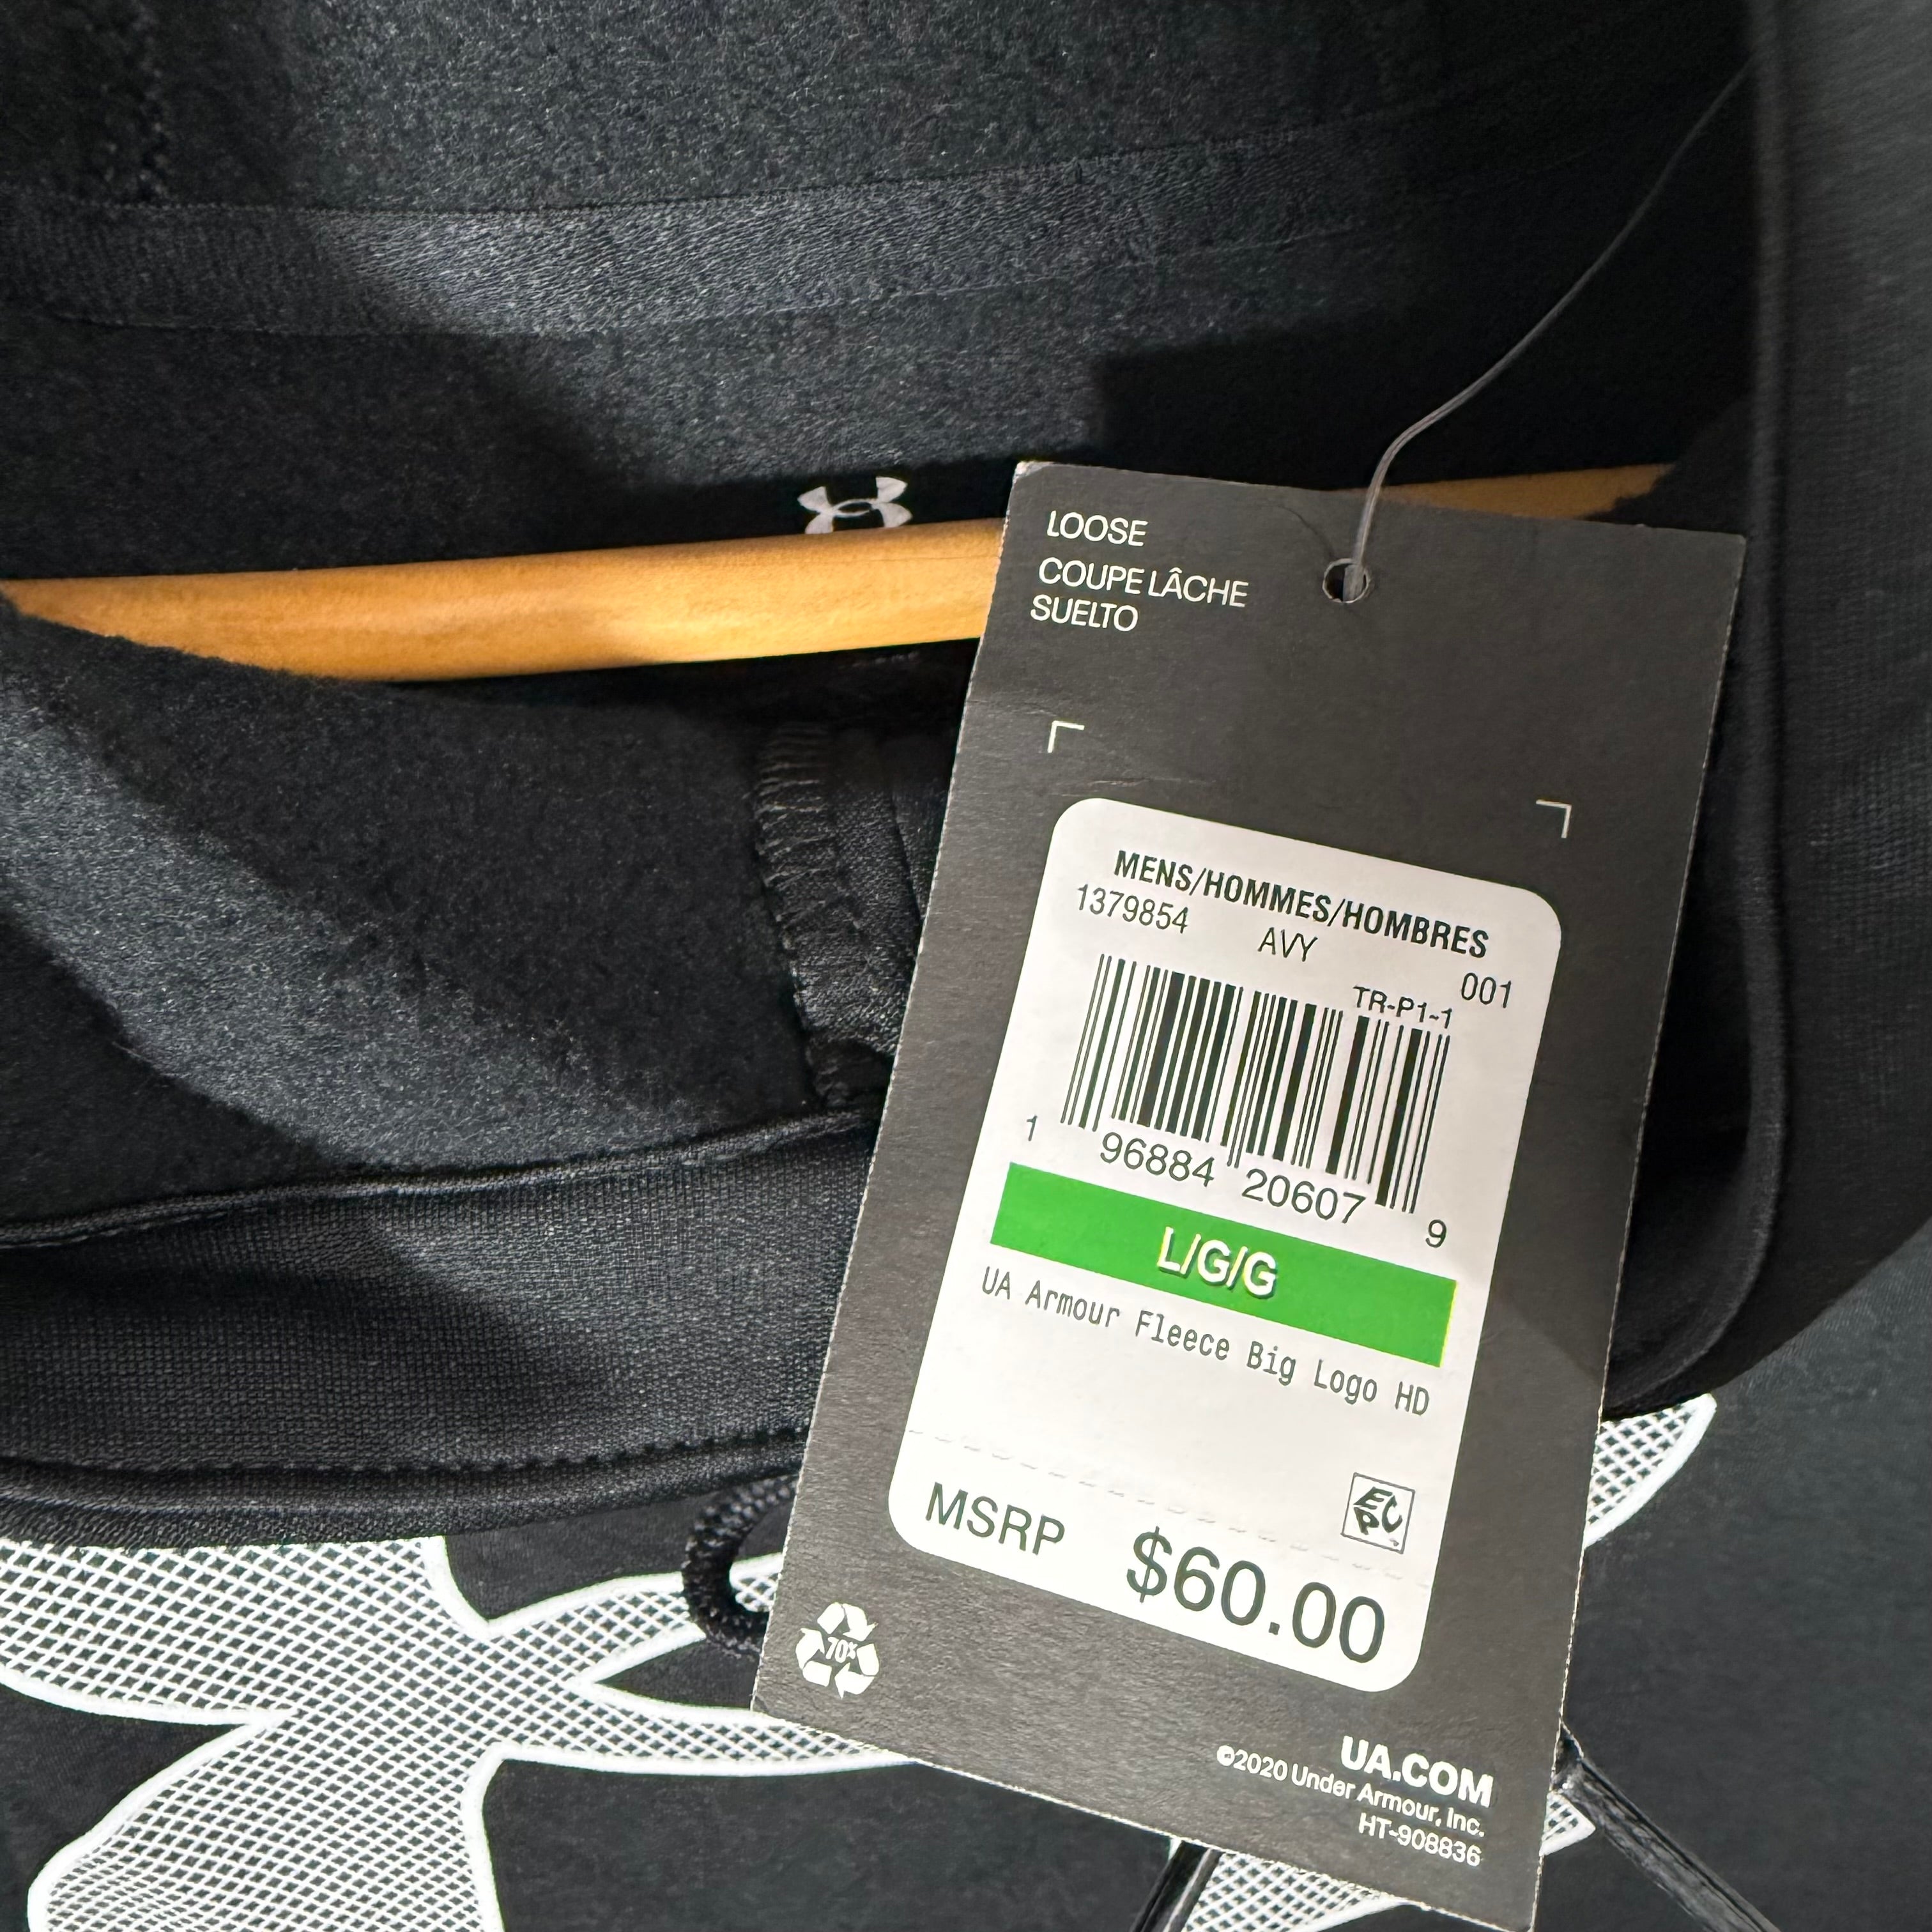 LOOSE
COUPE LÂCHE
SUELTO
MENS/HOMMES/HOMBRES
1379854 AVY 001
TR-P1-1
1 96884 20607 9
L/G/G
UA Armour Fleece Big Logo HD
MSRP $60.00
70%
UA.COM
©2020 Under Armour, Inc.
HT-908836